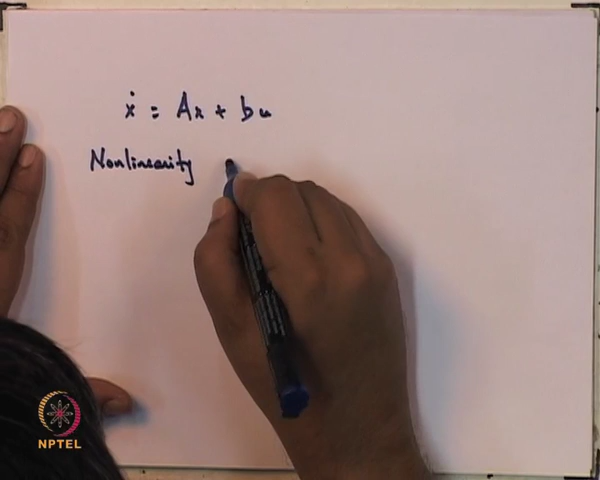 ẋ = Ax + bu
Nonlinearity
NPTEL